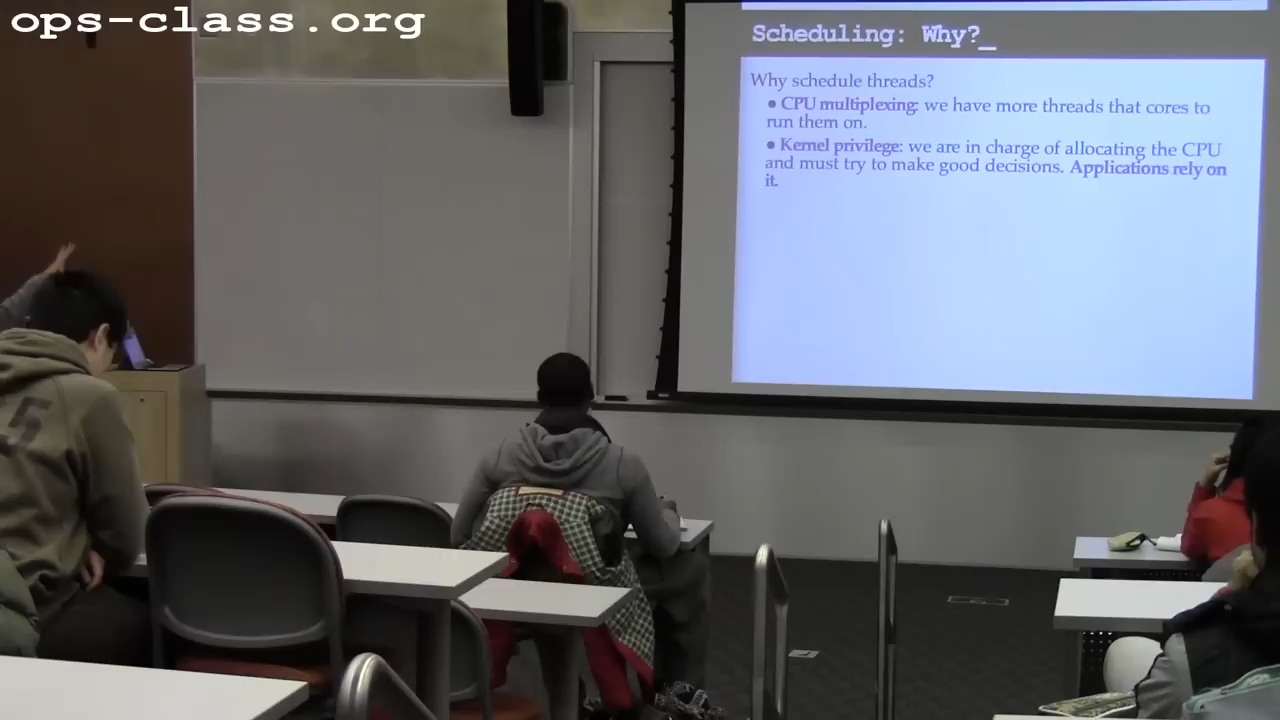 ops-class.org
Scheduling: Why?_
Why schedule threads?
• CPU multiplexing: we have more threads that cores to
run them on.
• Kernel privilege: we are in charge of allocating the CPU
and must try to make good decisions. Applications rely on
it.
5